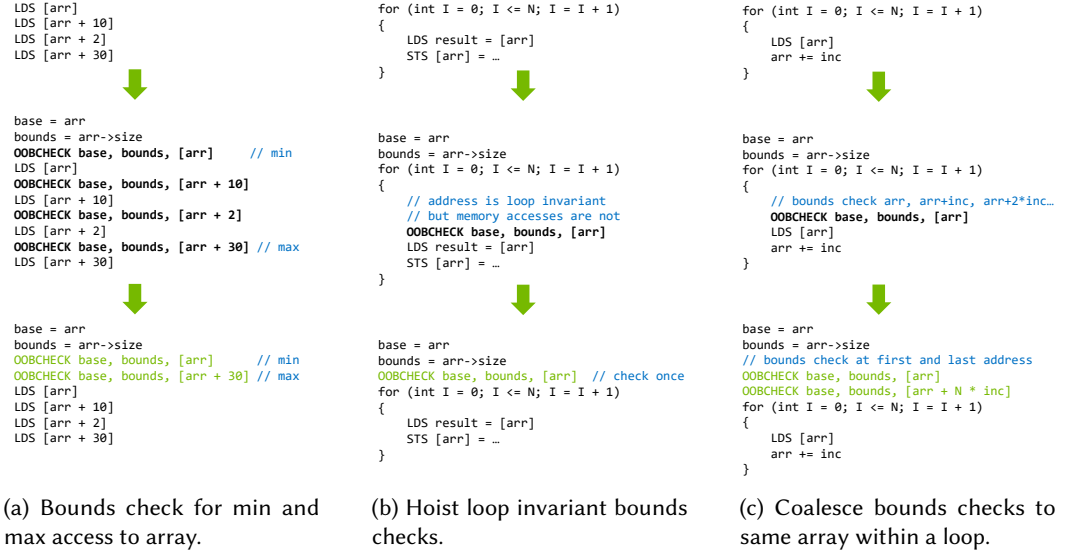 LDS [arr]
LDS [arr + 10]
LDS [arr + 2]
LDS [arr + 30]
base = arr
bounds = arr->size
OOBCHECK base, bounds, [arr] // min
LDS [arr]
OOBCHECK base, bounds, [arr + 10]
LDS [arr + 10]
OOBCHECK base, bounds, [arr + 2]
LDS [arr + 2]
OOBCHECK base, bounds, [arr + 30] // max
LDS [arr + 30]
base = arr
bounds = arr->size
OOBCHECK base, bounds, [arr] // min
OOBCHECK base, bounds, [arr + 30] // max
LDS [arr]
LDS [arr + 10]
LDS [arr + 2]
LDS [arr + 30]
(a) Bounds check for min and
max access to array.
for (int I = 0; I <= N; I = I + 1)
{
LDS result = [arr]
STS [arr] = …
}
base = arr
bounds = arr->size
for (int I = 0; I <= N; I = I + 1)
{
// address is loop invariant
// but memory accesses are not
OOBCHECK base, bounds, [arr]
LDS result = [arr]
STS [arr] = …
}
base = arr
bounds = arr->size
OOBCHECK base, bounds, [arr] // check once
for (int I = 0; I <= N; I = I + 1)
{
LDS result = [arr]
STS [arr] = …
}
(b) Hoist loop invariant bounds
checks.
for (int I = 0; I <= N; I = I + 1)
{
LDS [arr]
arr += inc
}
base = arr
bounds = arr->size
for (int I = 0; I <= N; I = I + 1)
{
// bounds check arr, arr+inc, arr+2*inc…
OOBCHECK base, bounds, [arr]
LDS [arr]
arr += inc
}
base = arr
bounds = arr->size
// bounds check at first and last address
OOBCHECK base, bounds, [arr]
OOBCHECK base, bounds, [arr + N * inc]
for (int I = 0; I <= N; I = I + 1)
{
LDS [arr]
arr += inc
}
(c) Coalesce bounds checks to
same array within a loop.